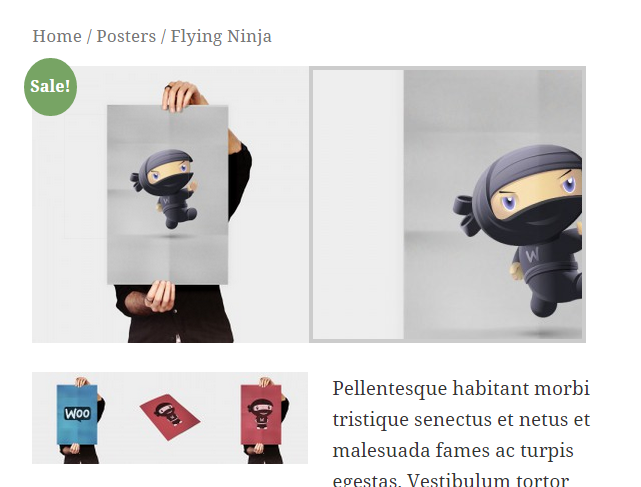 Home / Posters / Flying Ninja
Sale!
W
W
WOO
Pellentesque habitant morbi
tristique senectus et netus et
malesuada fames ac turpis
egestas. Vestibulum tortor